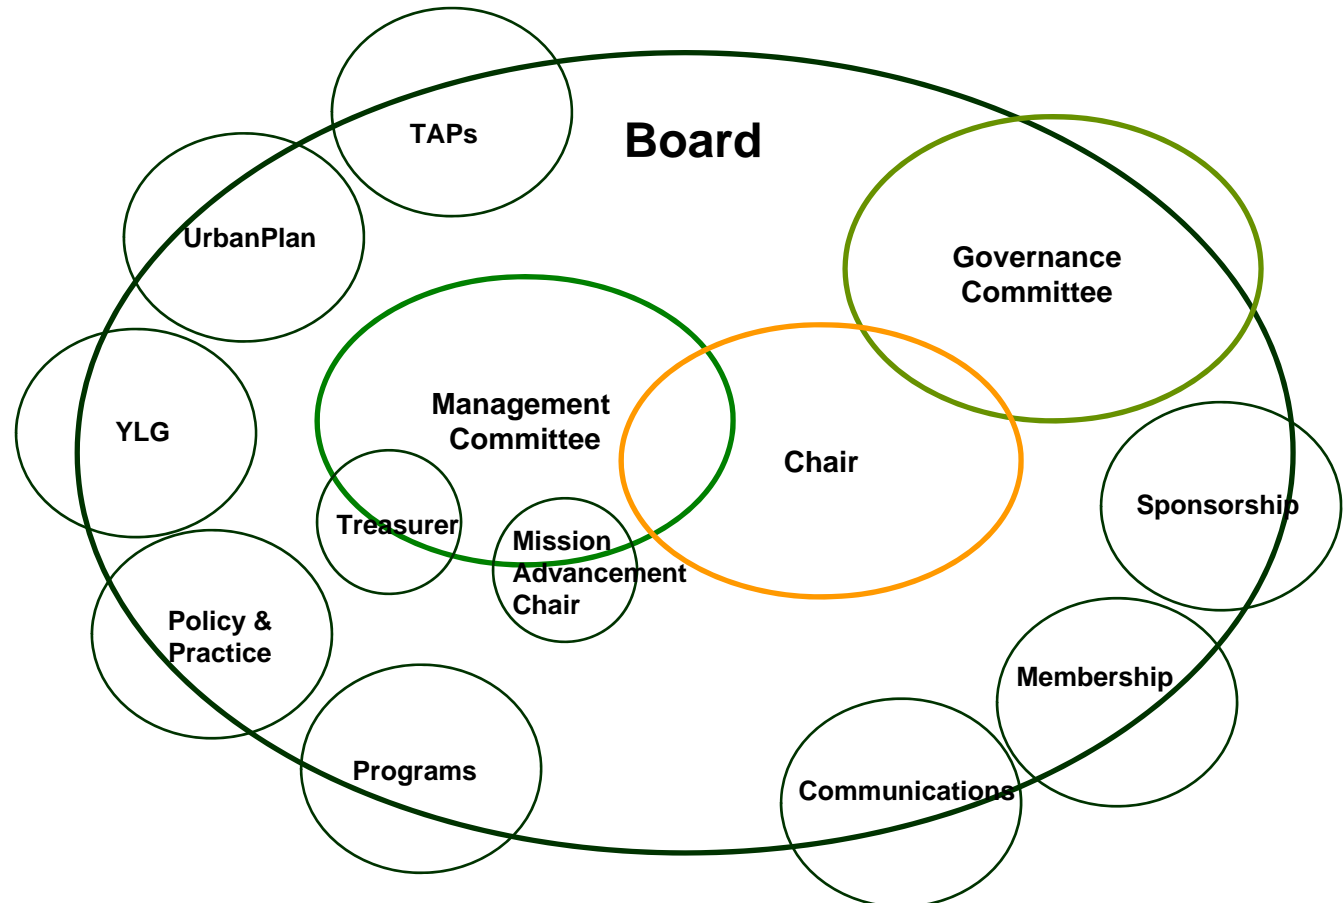 TAPs
Board
UrbanPlan
Governance
Committee
Management
Committee
YLG
Chair
Sponsorship
Treasurer
Mission
Advancement
Chair
Policy &
Practice
Membership
Programs
Communications